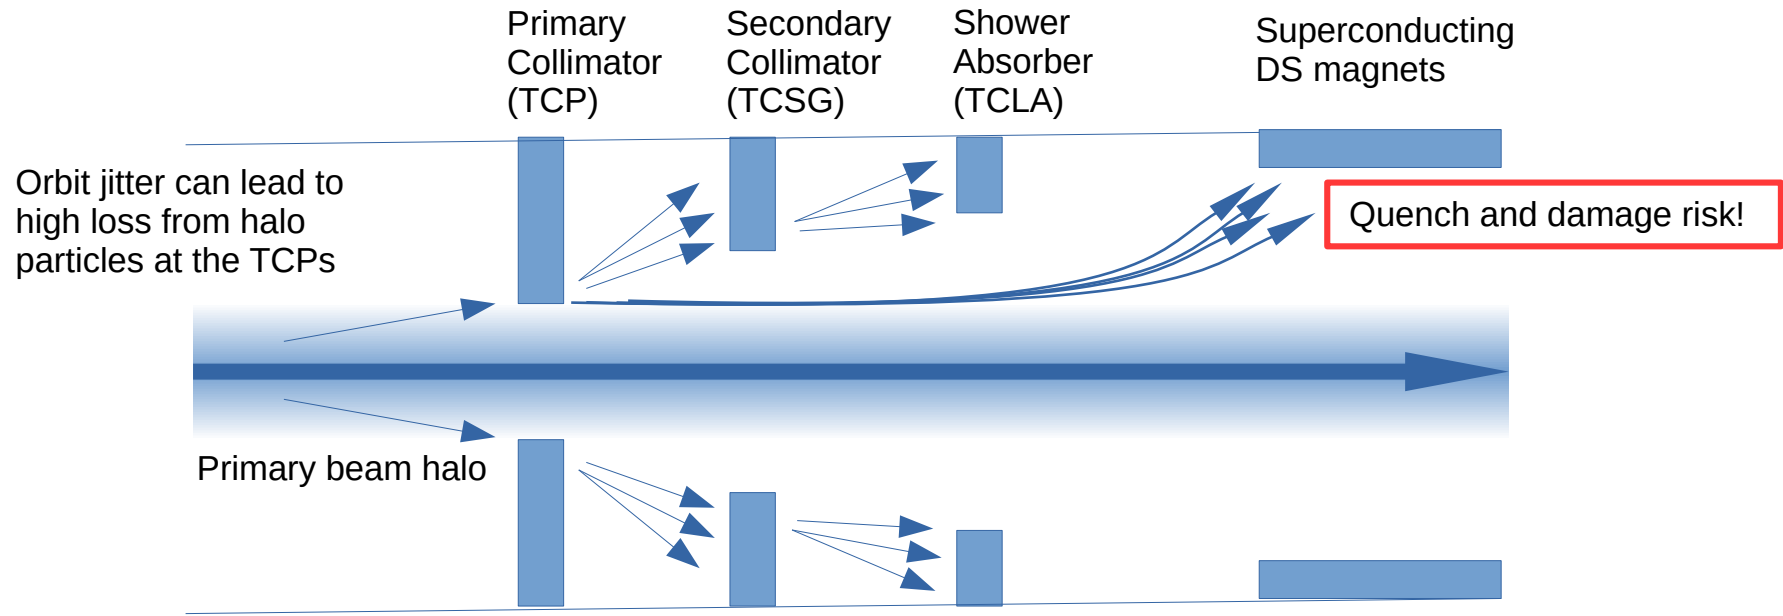 Primary
Collimator
(TCP)
Secondary
Collimator
(TCSG)
Shower
Absorber
(TCLA)
Superconducting
DS magnets
Orbit jitter can lead to
high loss from halo
particles at the TCPs
Quench and damage risk!
Primary beam halo